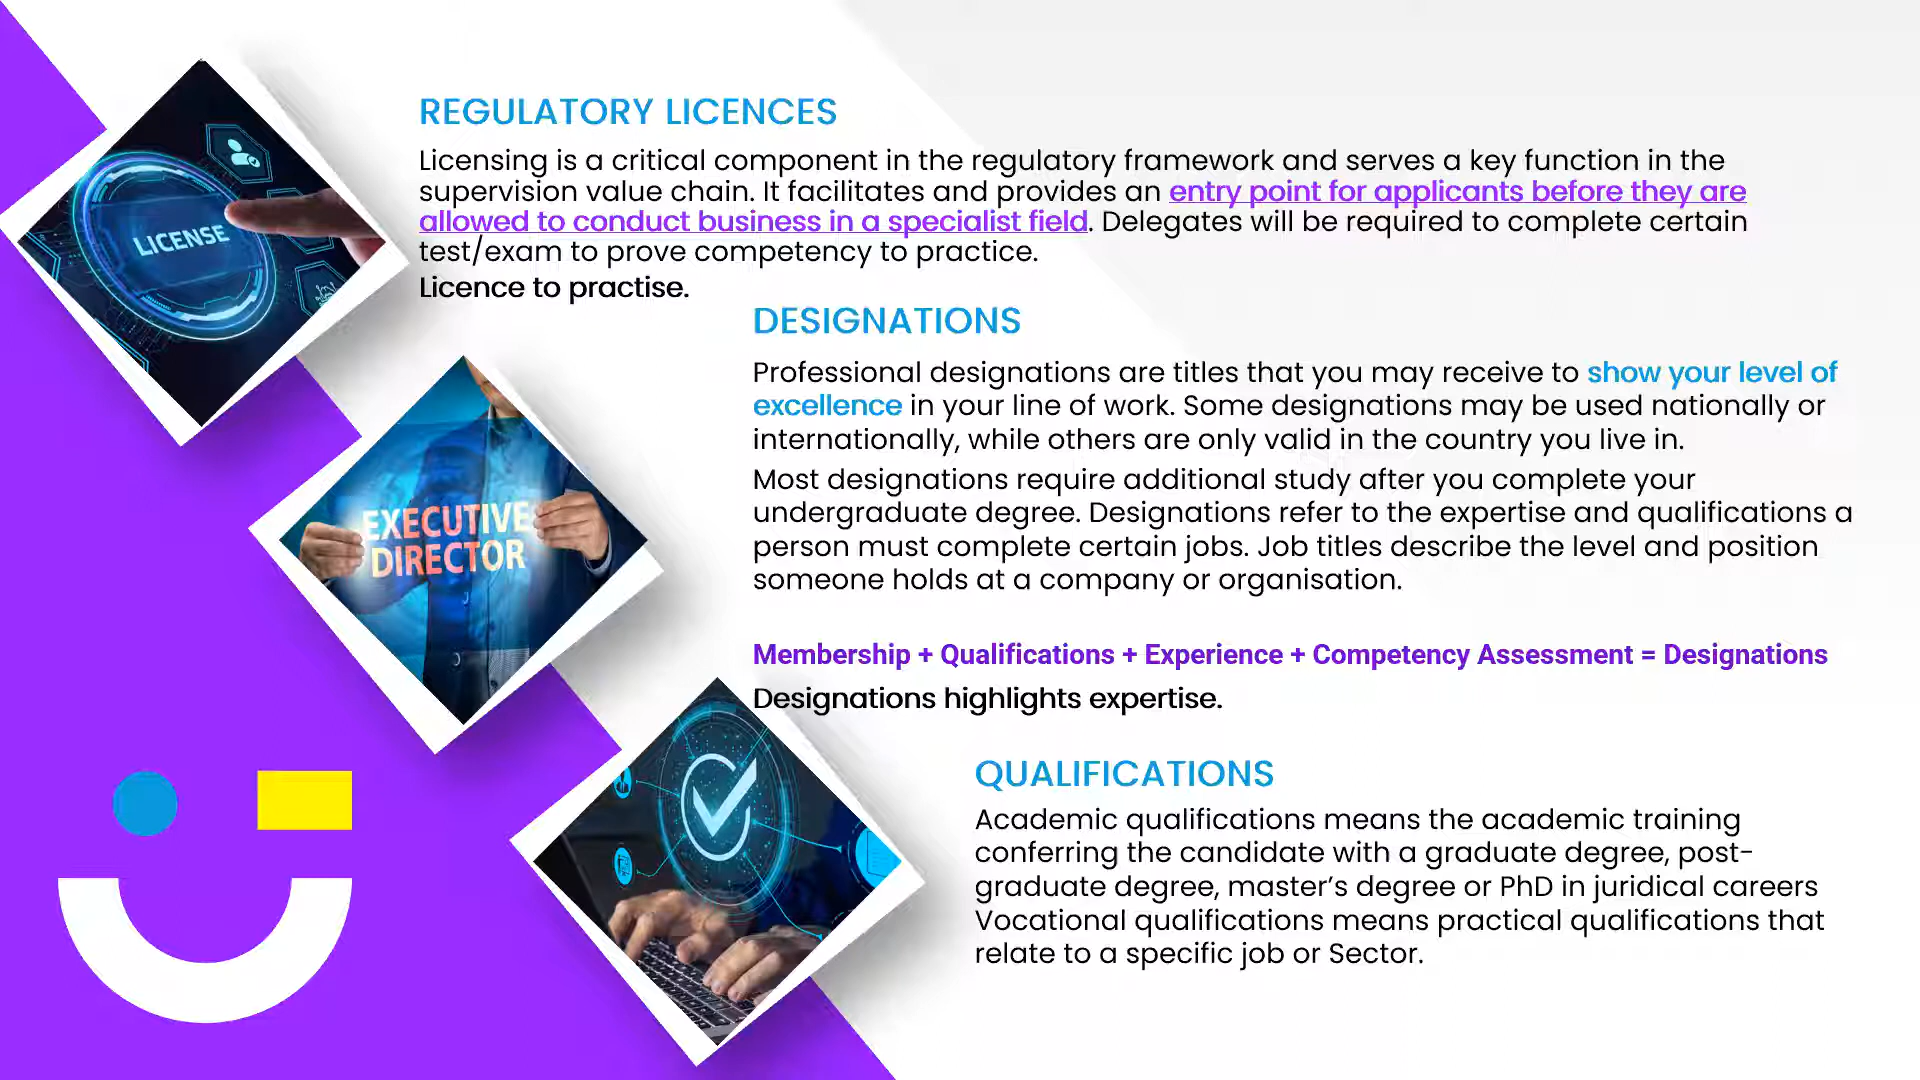 REGULATORY LICENCES
Licensing is a critical component in the regulatory framework and serves a key function in the
supervision value chain. It facilitates and provides an entry point for applicants before they are
allowed to conduct business in a specialist field. Delegates will be required to complete certain
test/exam to prove competency to practice.
Licence to practise.
LICENSE
DESIGNATIONS
Professional designations are titles that you may receive to show your level of
excellence in your line of work. Some designations may be used nationally or
internationally, while others are only valid in the country you live in.
Most designations require additional study after you complete your
undergraduate degree. Designations refer to the expertise and qualifications a
person must complete certain jobs. Job titles describe the level and position
someone holds at a company or organisation.
EXECUTIVE
DIRECTOR
Membership + Qualifications + Experience + Competency Assessment = Designations
Designations highlights expertise.
QUALIFICATIONS
Academic qualifications means the academic training
conferring the candidate with a graduate degree, post-
graduate degree, master's degree or PhD in juridical careers
Vocational qualifications means practical qualifications that
relate to a specific job or Sector.